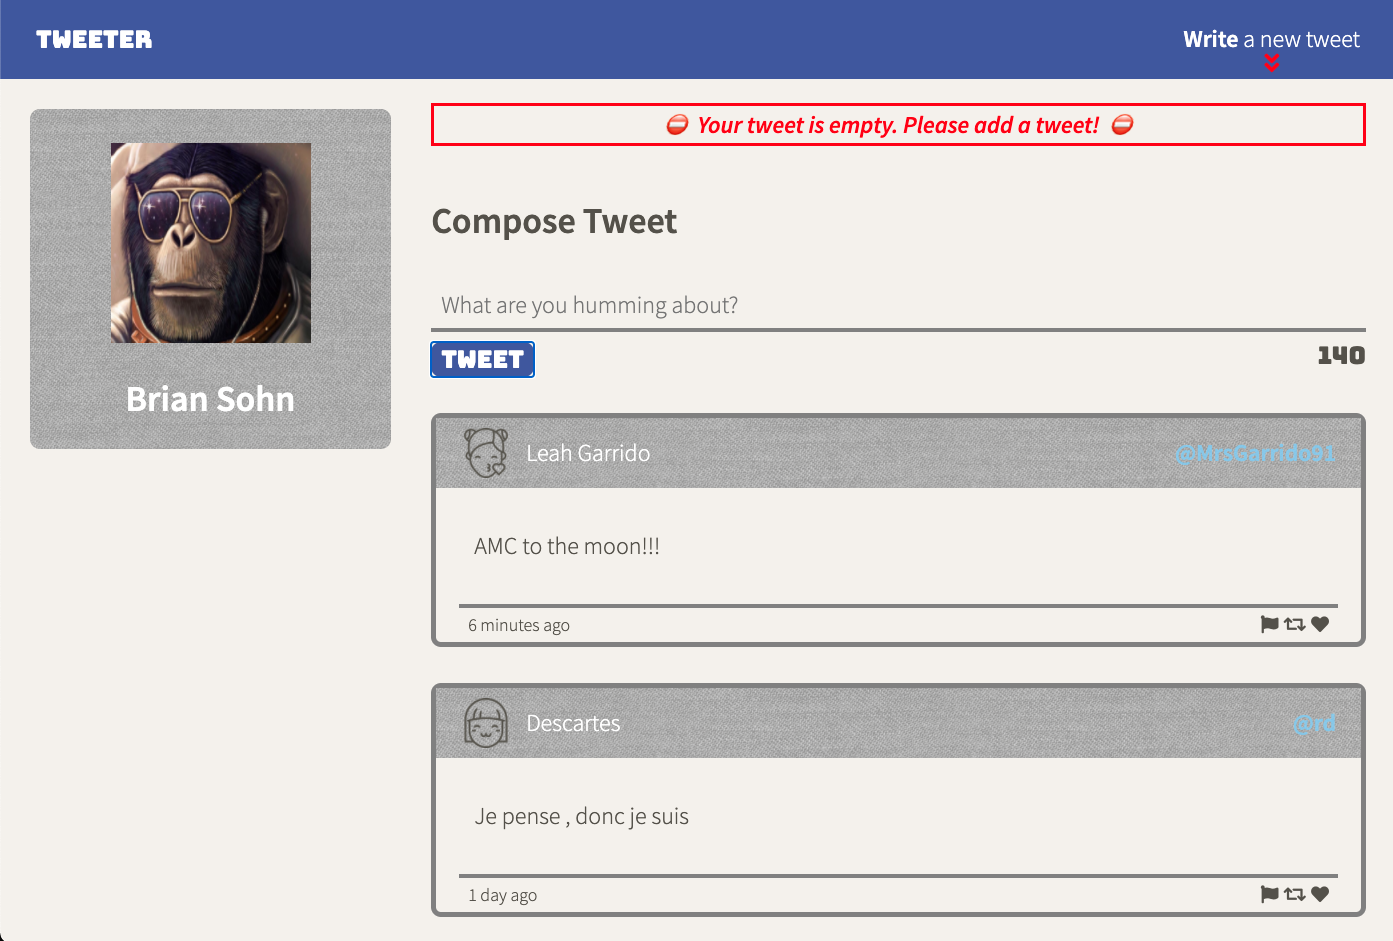 TWEETER
Write a new tweet
⛔ Your tweet is empty. Please add a tweet! ⛔
Brian Sohn
Compose Tweet
What are you humming about?
TWEET
140
Leah Garrido
@MrsGarrido91
AMC to the moon!!!
6 minutes ago
Descartes
@rd
Je pense , donc je suis
1 day ago